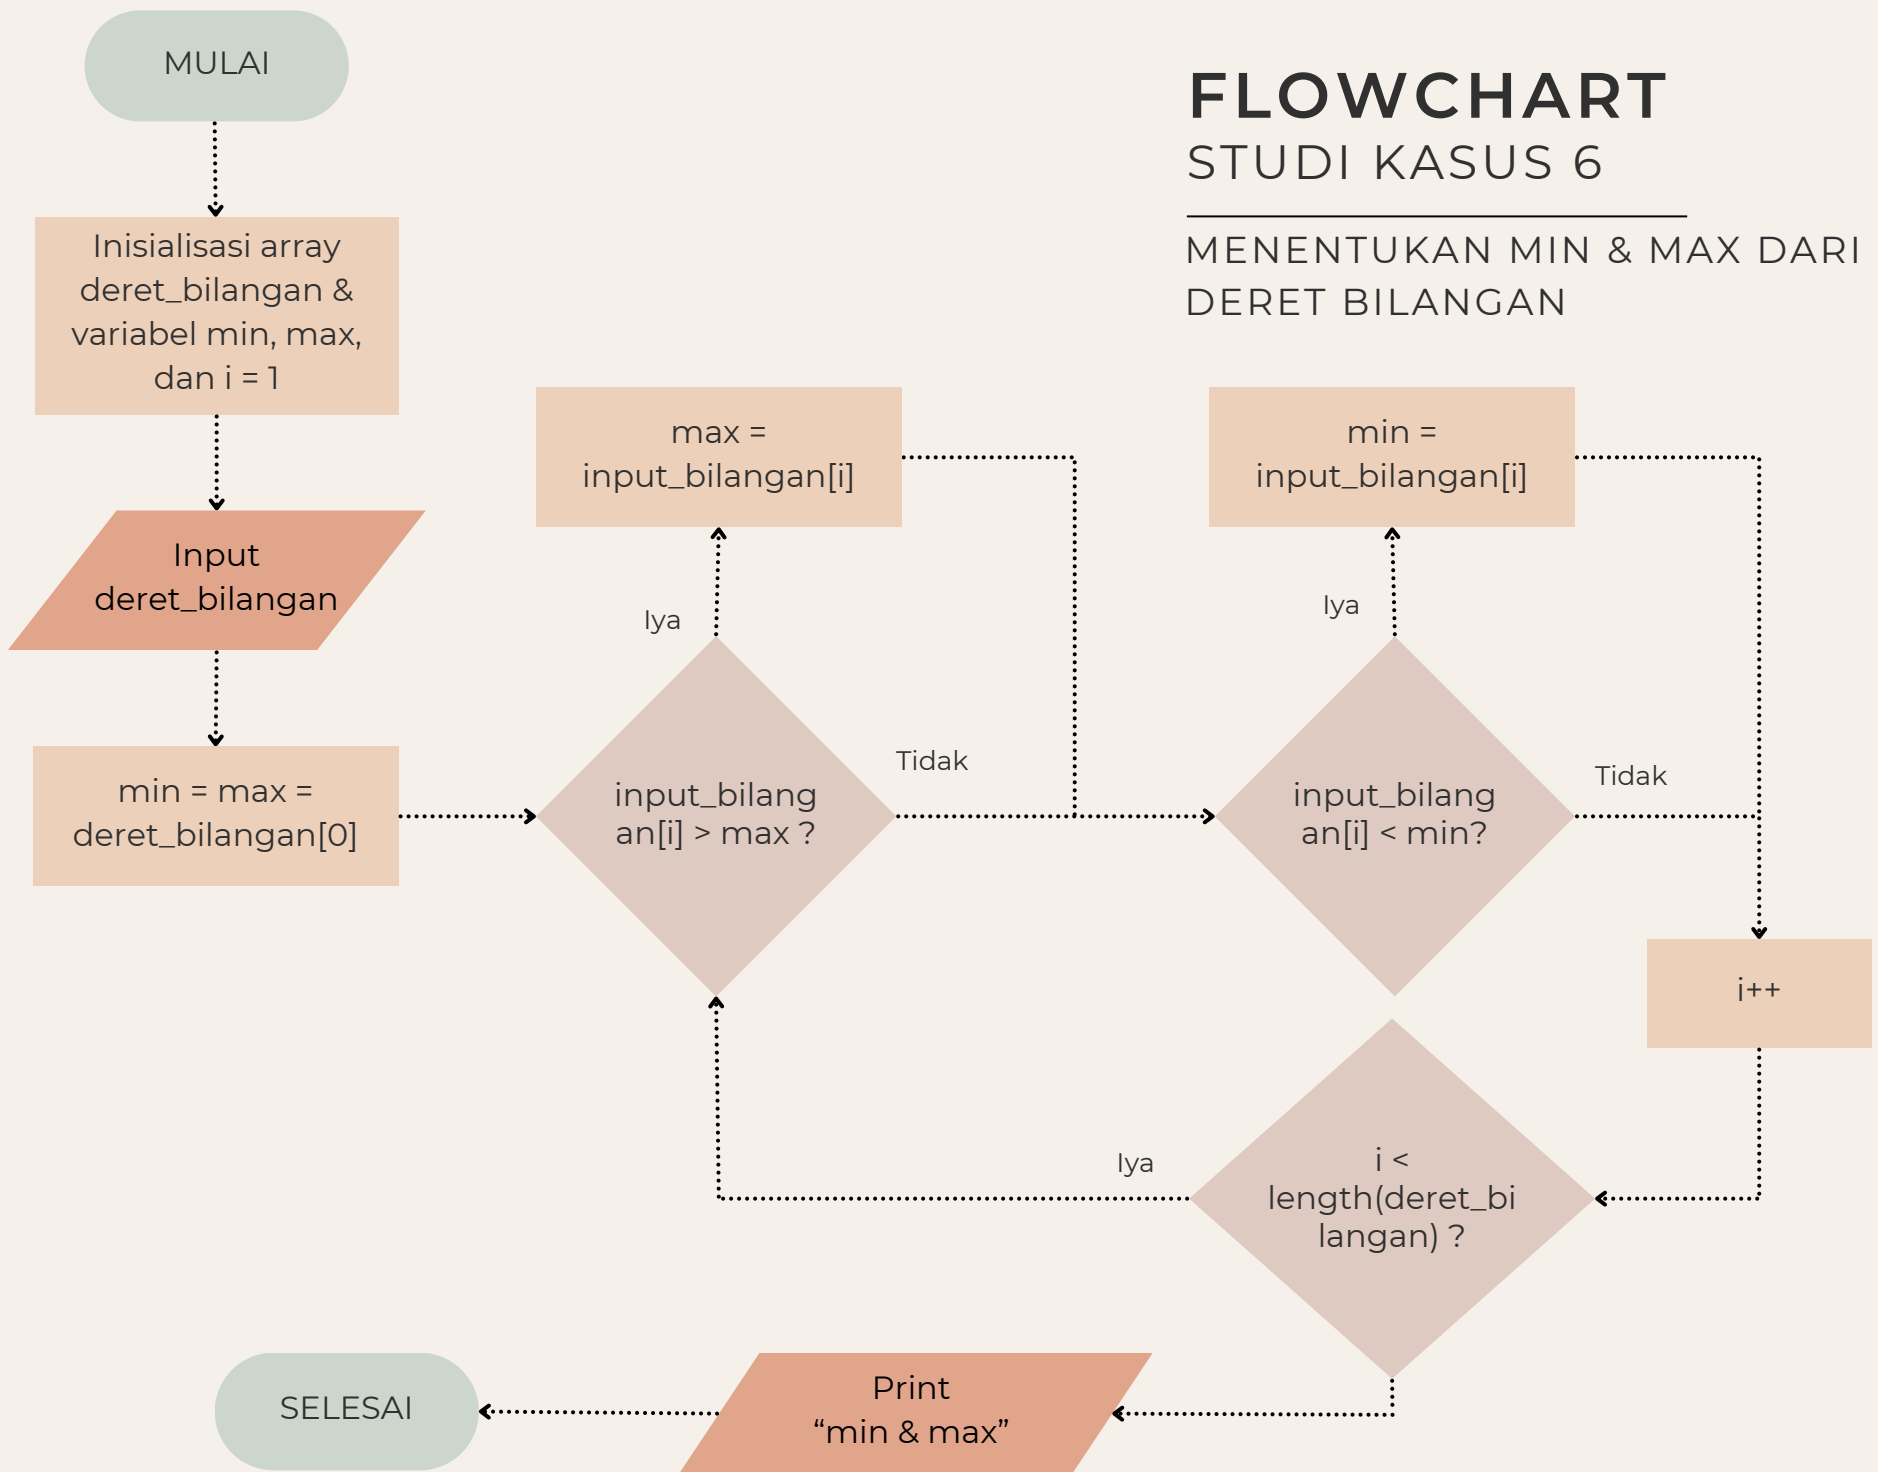 MULAI
FLOWCHART
STUDI KASUS 6
MENENTUKAN MIN & MAX DARI
DERET BILANGAN
Inisialisasi array
deret_bilangan &
variabel min, max,
dan i = 1
Input
deret_bilangan
min = max =
deret_bilangan[0]
max =
input_bilangan[i]
Iya
input_bilang
an[i] > max ?
Tidak
min =
input_bilangan[i]
Iya
input_bilang
an[i] < min?
Tidak
i++
i <
length(deret_bi
langan) ?
Iya
Print
“min & max”
SELESAI